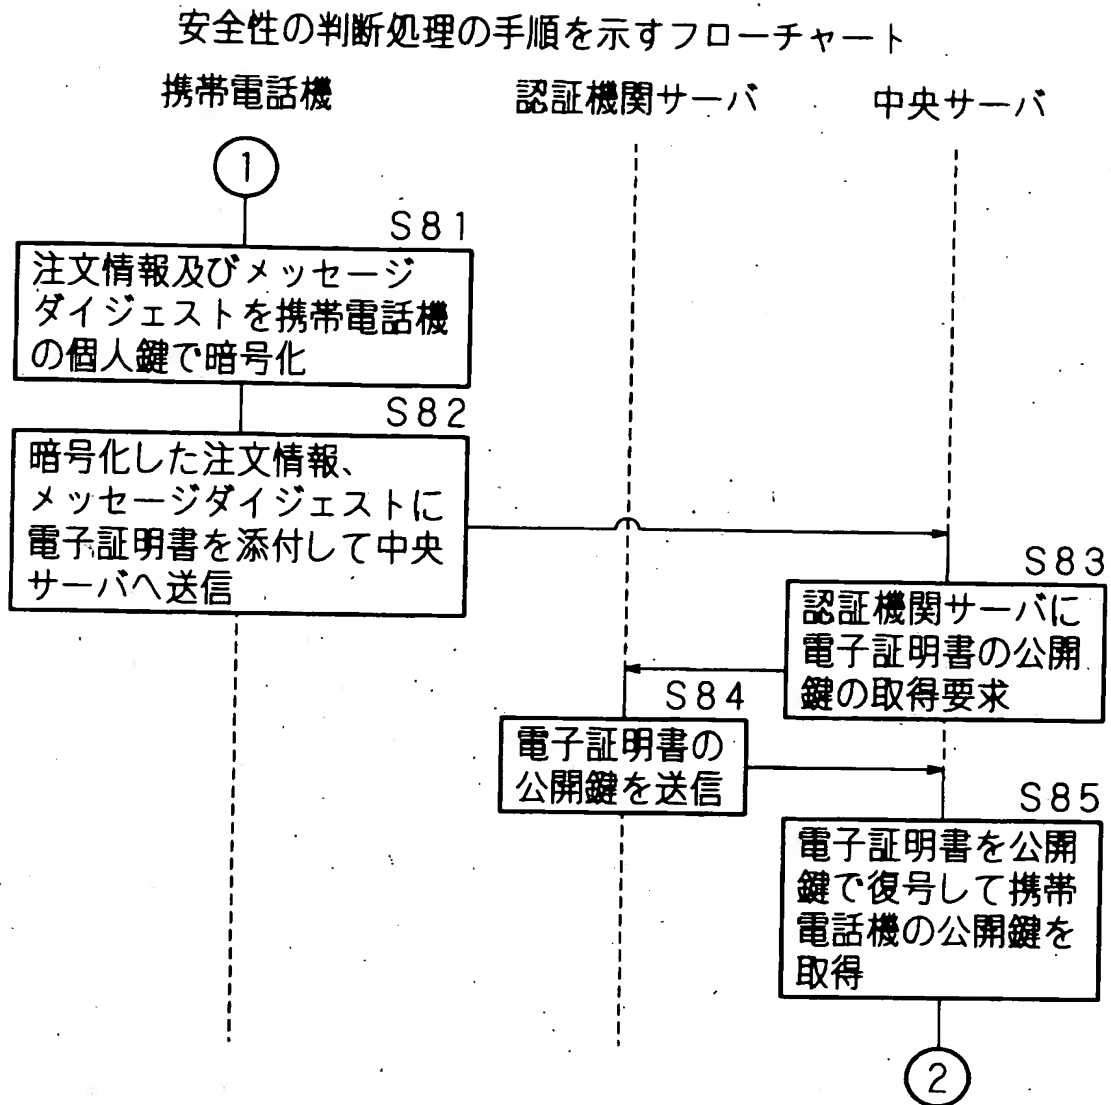 安全性の判断処理の手順を示すフローチャート
携帯電話機
認証機関サーバ
中央サーバ
1
S81
注文情報及びメッセージ
ダイジェストを携帯電話機
の個人鍵で暗号化
S82
暗号化した注文情報、
メッセージダイジェストに
電子証明書を添付して中央
サーバへ送信
S83
認証機関サーバに
電子証明書の公開
鍵の取得要求
S84
電子証明書の
公開鍵を送信
S85
電子証明書を公開
鍵で復号して携帯
電話機の公開鍵を
取得
2